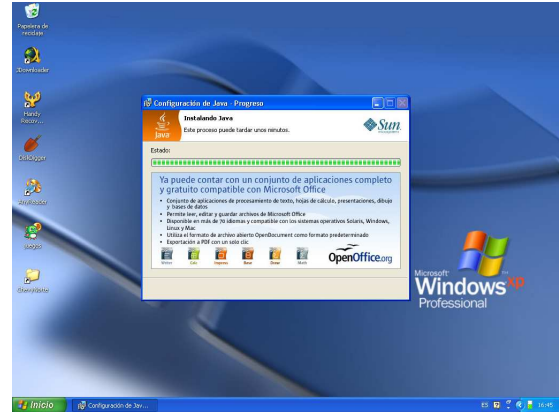 Papelera de
reciclaje
JDownloader
Handy
Recov...
DiskDigger
AnyReader
Juegos
Configuración de Java - Progreso
Instalando Java
Este proceso puede tardar unos minutos.
Java
Sun
microsystems
Estado:
Ya puede contar con un conjunto de aplicaciones completo
y gratuito compatible con Microsoft Office
• Conjunto de aplicaciones de procesamiento de texto, hojas de cálculo, presentaciones, dibujo
y bases de datos
• Permite leer, editar y guardar archivos de Microsoft Office
• Disponible en más de 70 idiomas y compatible con los sistemas operativos Solaris, Windows,
Linux y Mac
• Utiliza el formato de archivo abierto OpenDocument como formato predeterminado
• Exportación a PDF con un solo clic
Writer Calc Impress Base Draw Math
OpenOffice.org
Microsoft
Windows xp
Professional
Inicio
Configuración de Jav...
ES
16:45